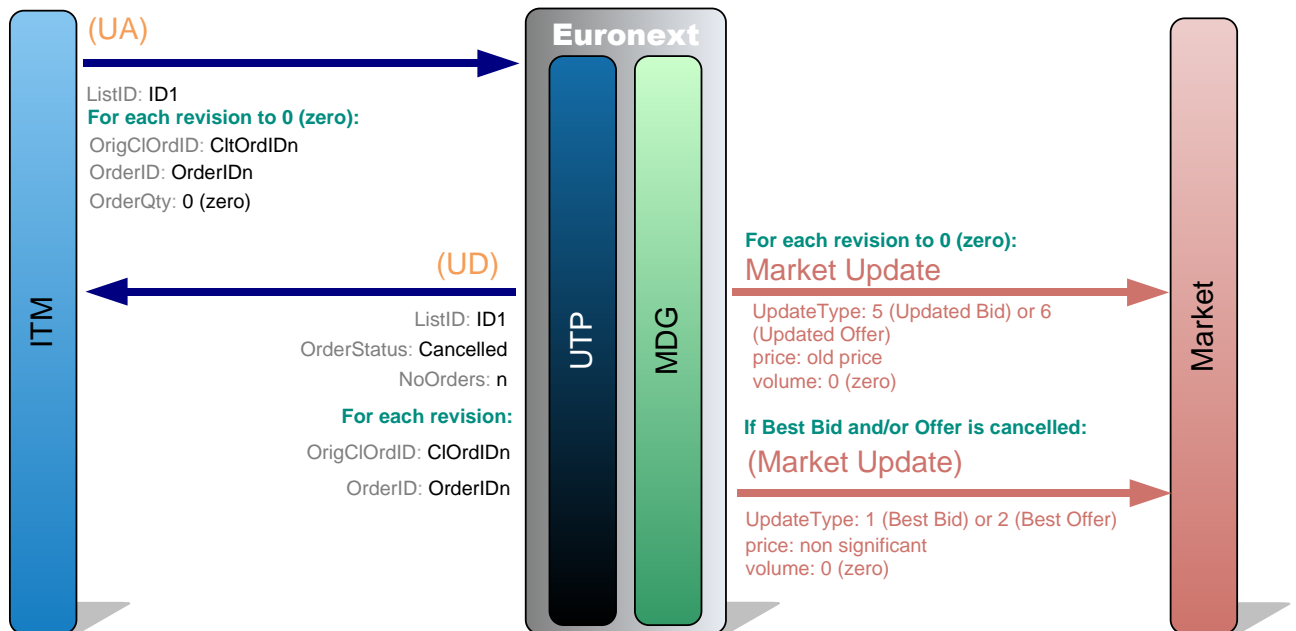 (UA)
ListID: ID1
For each revision to 0 (zero):
OrigClOrdID: CltOrdIDn
OrderID: OrderIDn
OrderQty: 0 (zero)
(UD)
ListID: ID1
OrderStatus: Cancelled
NoOrders: n
For each revision:
OrigClOrdID: ClOrdIDn
OrderID: OrderIDn
ITM
Euronext
UTP
MDG
For each revision to 0 (zero):
Market Update
UpdateType: 5 (Updated Bid) or 6
(Updated Offer)
price: old price
volume: 0 (zero)
If Best Bid and/or Offer is cancelled:
(Market Update)
UpdateType: 1 (Best Bid) or 2 (Best Offer)
price: non significant
volume: 0 (zero)
Market